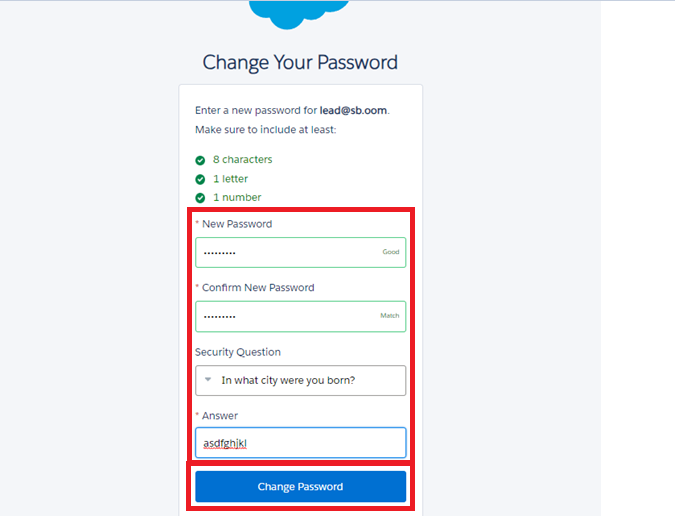 Change Your Password
Enter a new password for lead@sb.oom.
Make sure to include at least:
8 characters
1 letter
1 number
* New Password
••••••••• Good
* Confirm New Password
••••••••• Match
Security Question
In what city were you born?
* Answer
asdfghjkl
Change Password